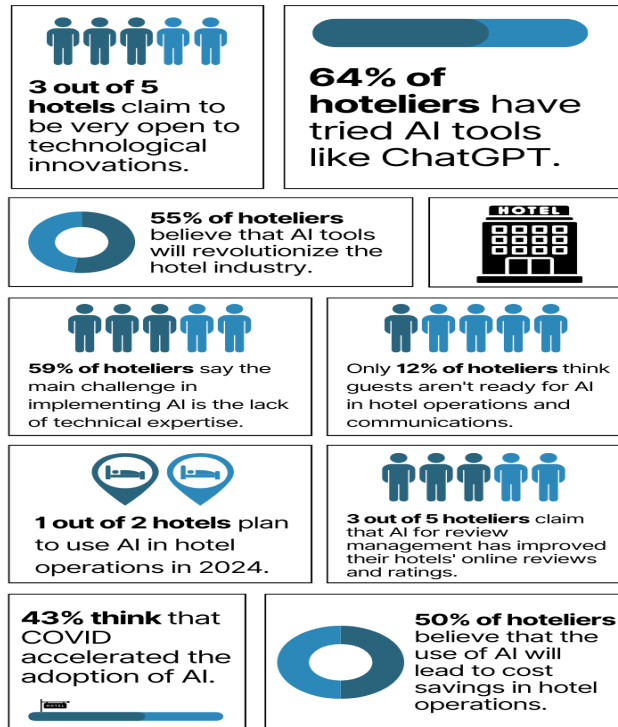 3 out of 5
hotels claim to
be very open to
technological
innovations.
64% of
hoteliers have
tried AI tools
like ChatGPT.
55% of hoteliers
believe that AI tools
will revolutionize the
hotel industry.
HOTEL
59% of hoteliers say the
main challenge in
implementing AI is the lack
of technical expertise.
Only 12% of hoteliers think
guests aren't ready for AI
in hotel operations and
communications.
1 out of 2 hotels plan
to use AI in hotel
operations in 2024.
3 out of 5 hoteliers claim
that AI for review
management has improved
their hotels' online reviews
and ratings.
43% think that
COVID
accelerated the
adoption of AI.
HOTEL
50% of hoteliers
believe that the
use of AI will
lead to cost
savings in hotel
operations.